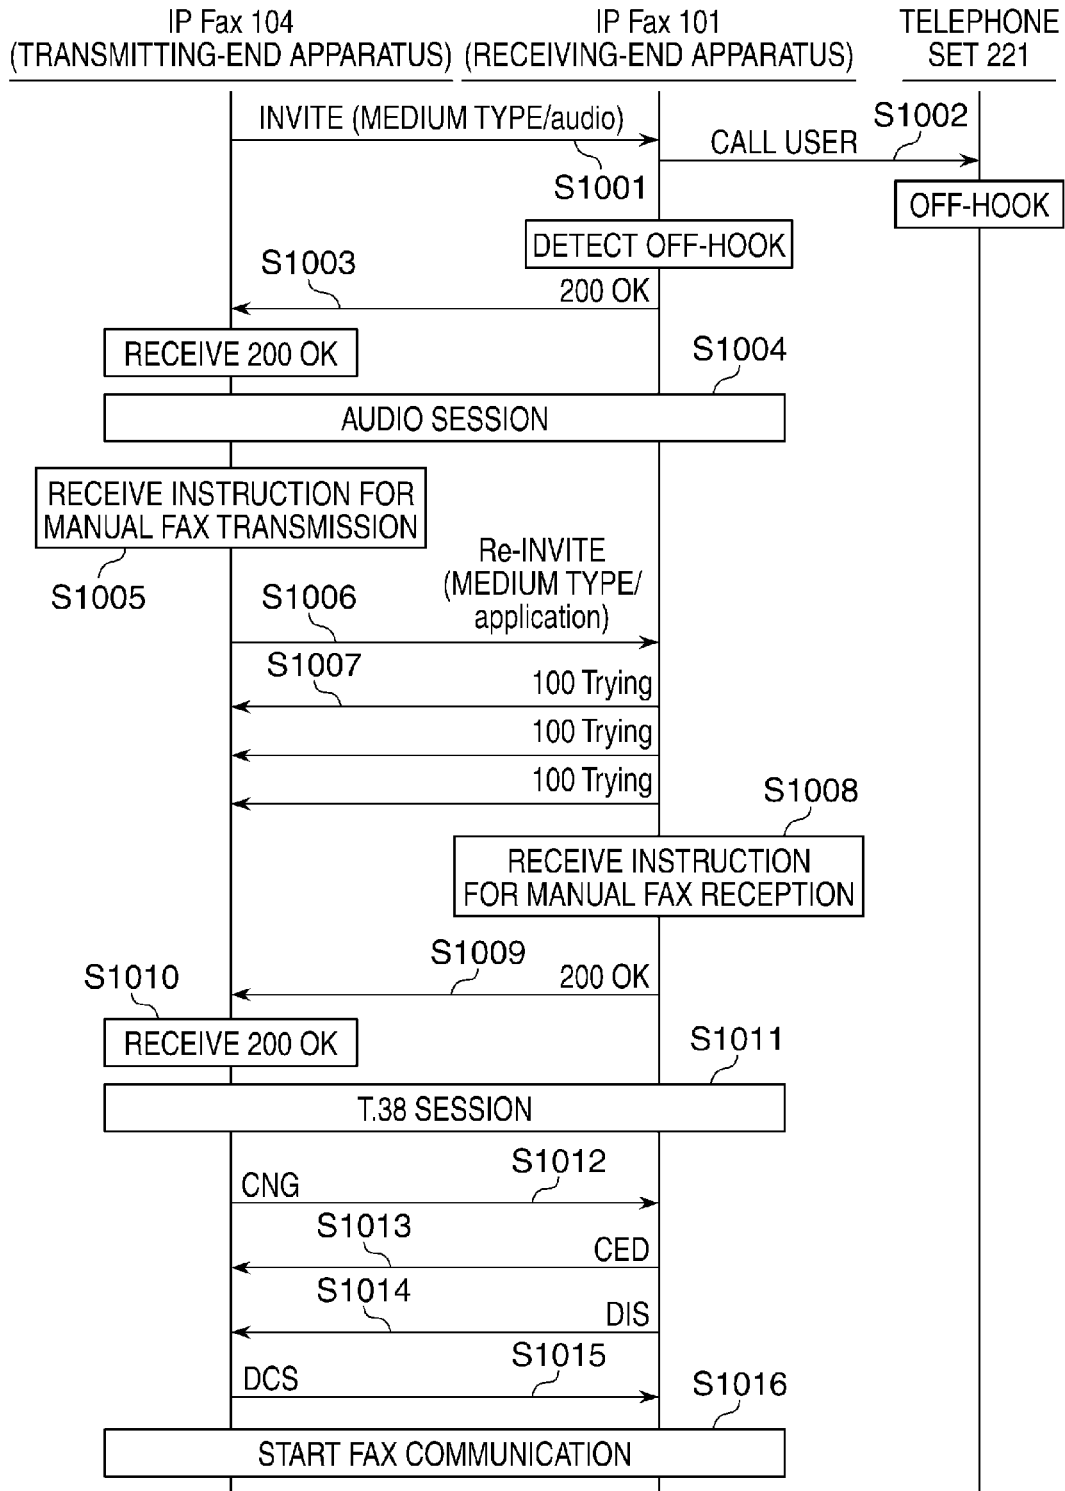 IP Fax 104
(TRANSMITTING-END APPARATUS)
IP Fax 101
(RECEIVING-END APPARATUS)
TELEPHONE
SET 221
INVITE (MEDIUM TYPE/audio)
S1001
S1002
CALL USER
OFF-HOOK
DETECT OFF-HOOK
S1003
200 OK
RECEIVE 200 OK
S1004
AUDIO SESSION
RECEIVE INSTRUCTION FOR
MANUAL FAX TRANSMISSION
S1005
S1006
Re-INVITE
(MEDIUM TYPE/
application)
S1007
100 Trying
100 Trying
100 Trying
S1008
RECEIVE INSTRUCTION
FOR MANUAL FAX RECEPTION
S1009
200 OK
S1010
RECEIVE 200 OK
S1011
T.38 SESSION
S1012
CNG
S1013
CED
S1014
DIS
S1015
DCS
S1016
START FAX COMMUNICATION